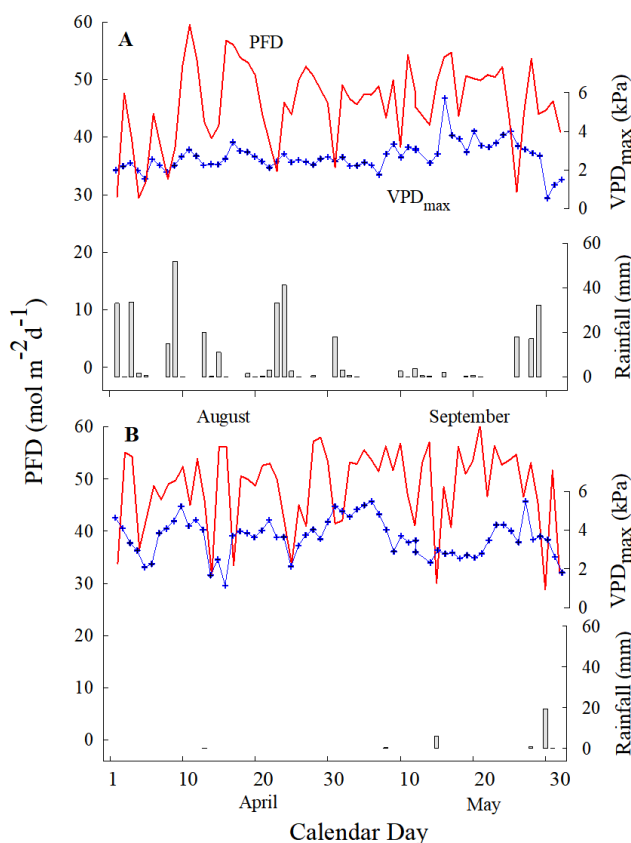 60
A
PFD
50
6
40
4
30
2
VPDmax
0
VPDmax (kPa)
20
60
10
40
20
0
0
Rainfall (mm)
PFD (mol m-2d-1)
August
September
60
B
50
6
40
4
30
2
0
VPDmax (kPa)
20
60
10
40
20
0
0
Rainfall (mm)
1 10 20 30 10 20 30
April
May
Calendar Day